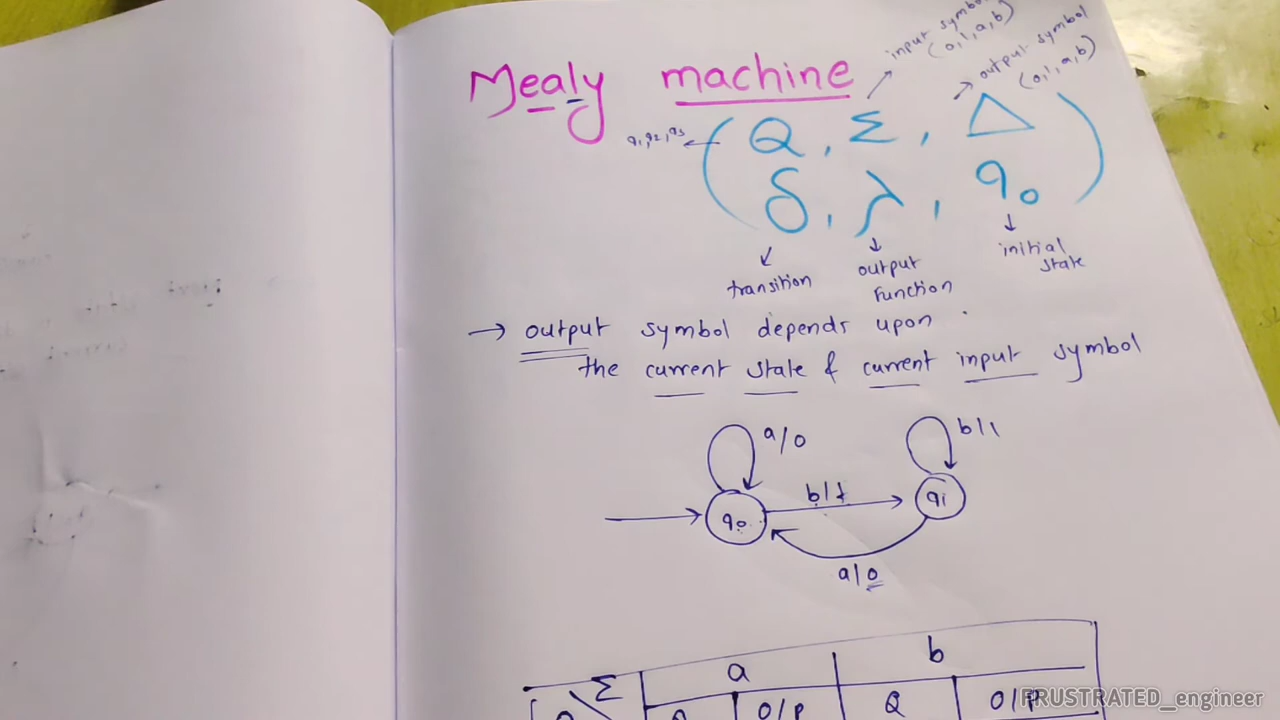 input symbol
(0,1,a,b)
output symbol
(0,1,a,b)
Mealy machine
q1,q2,q3 ← ( Q , Σ , Δ
δ , λ , q0 )
transition
output
function
initial
state
→ output symbol depends upon
the current state & current input symbol
a/0
b/1
b/1
q0
q1
a/0
Σ
a
b
Q
Q
O/P
Q
O/P
FRUSTRATED_engineer